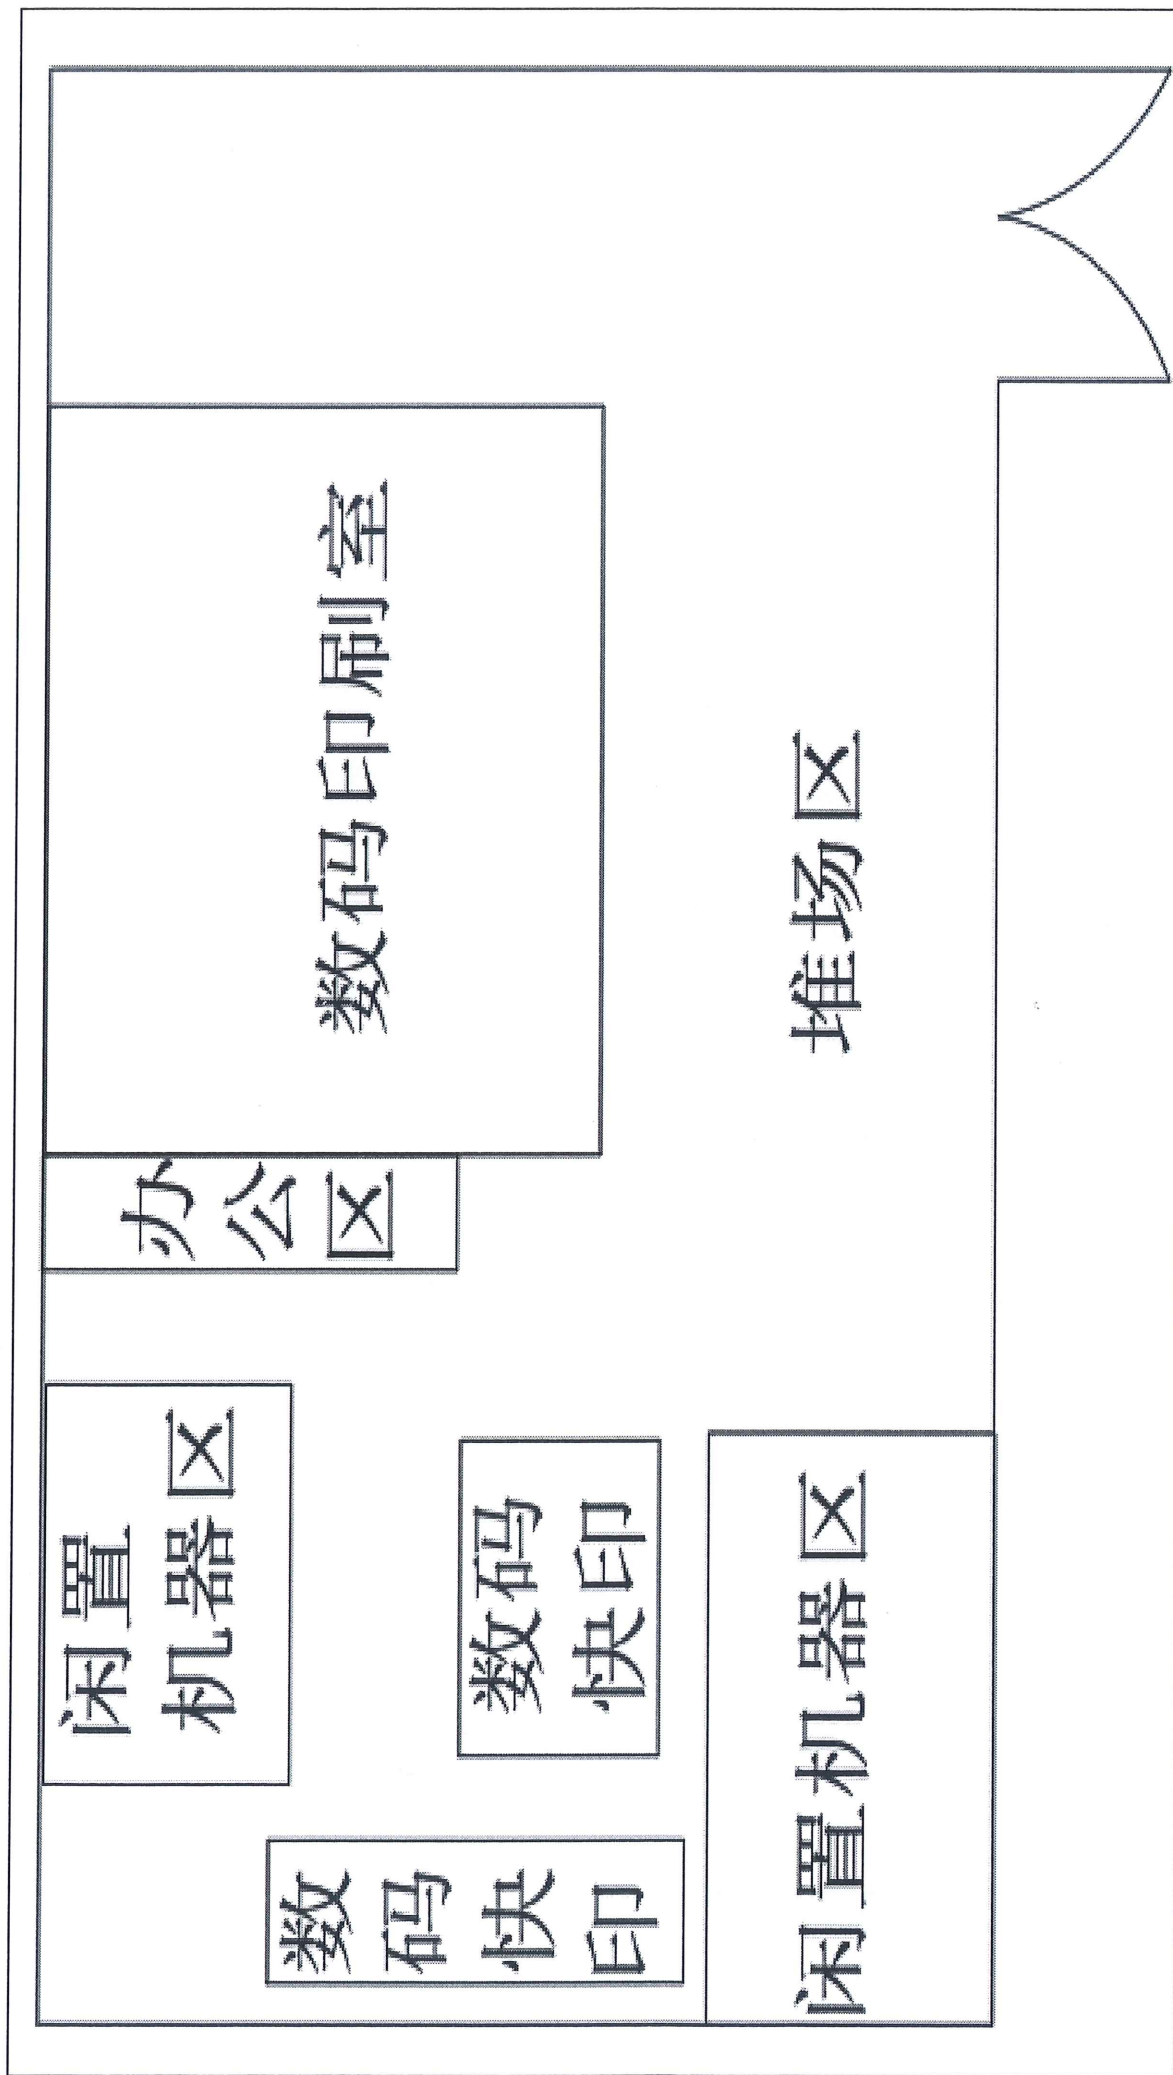 闲置
机器区
办公区
数码印刷室
数码快印
数码
快印
闲置机器区
堆场区